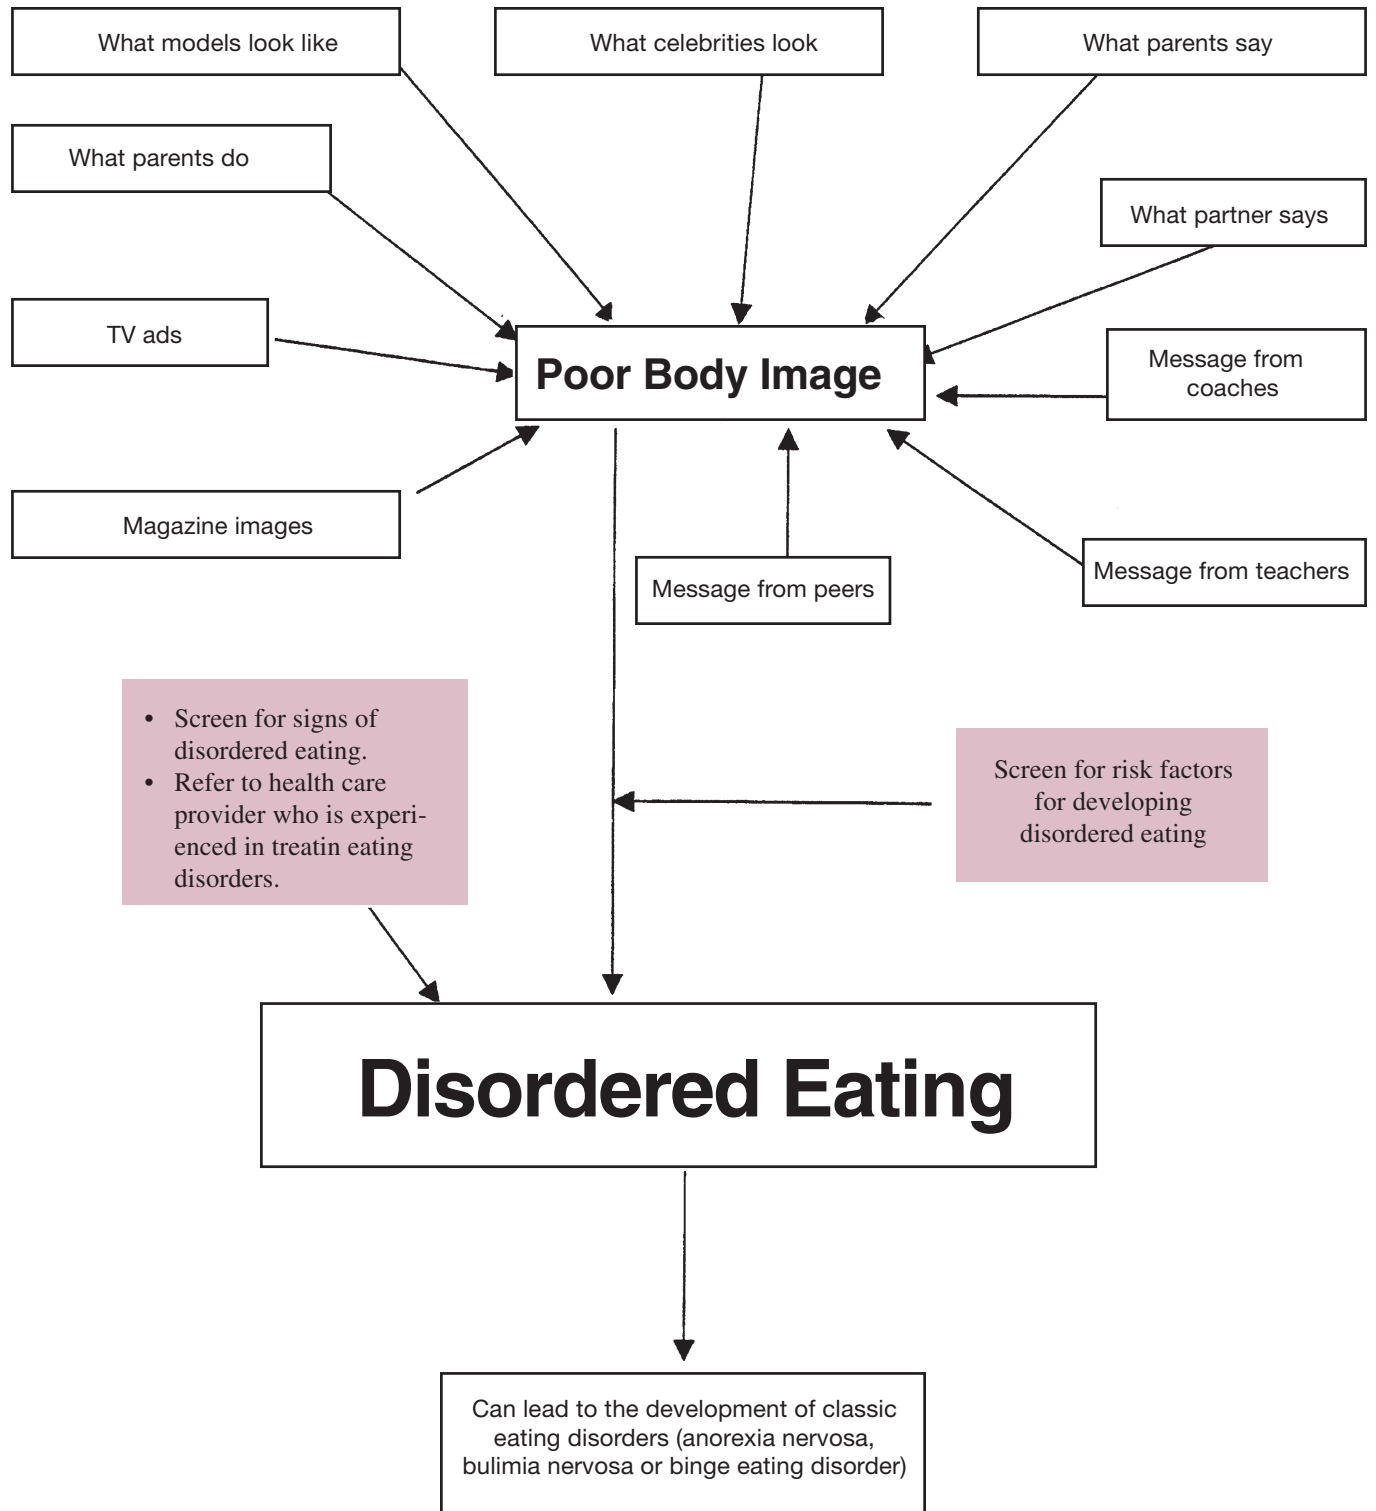 What models look like
What celebrities look
What parents say
What parents do
What partner says
TV ads
Poor Body Image
Message from
coaches
Magazine images
Message from peers
Message from teachers
• Screen for signs of
disordered eating.
• Refer to health care
provider who is experi-
enced in treatin eating
disorders.
Screen for risk factors
for developing
disordered eating
Disordered Eating
Can lead to the development of classic
eating disorders (anorexia nervosa,
bulimia nervosa or binge eating disorder)